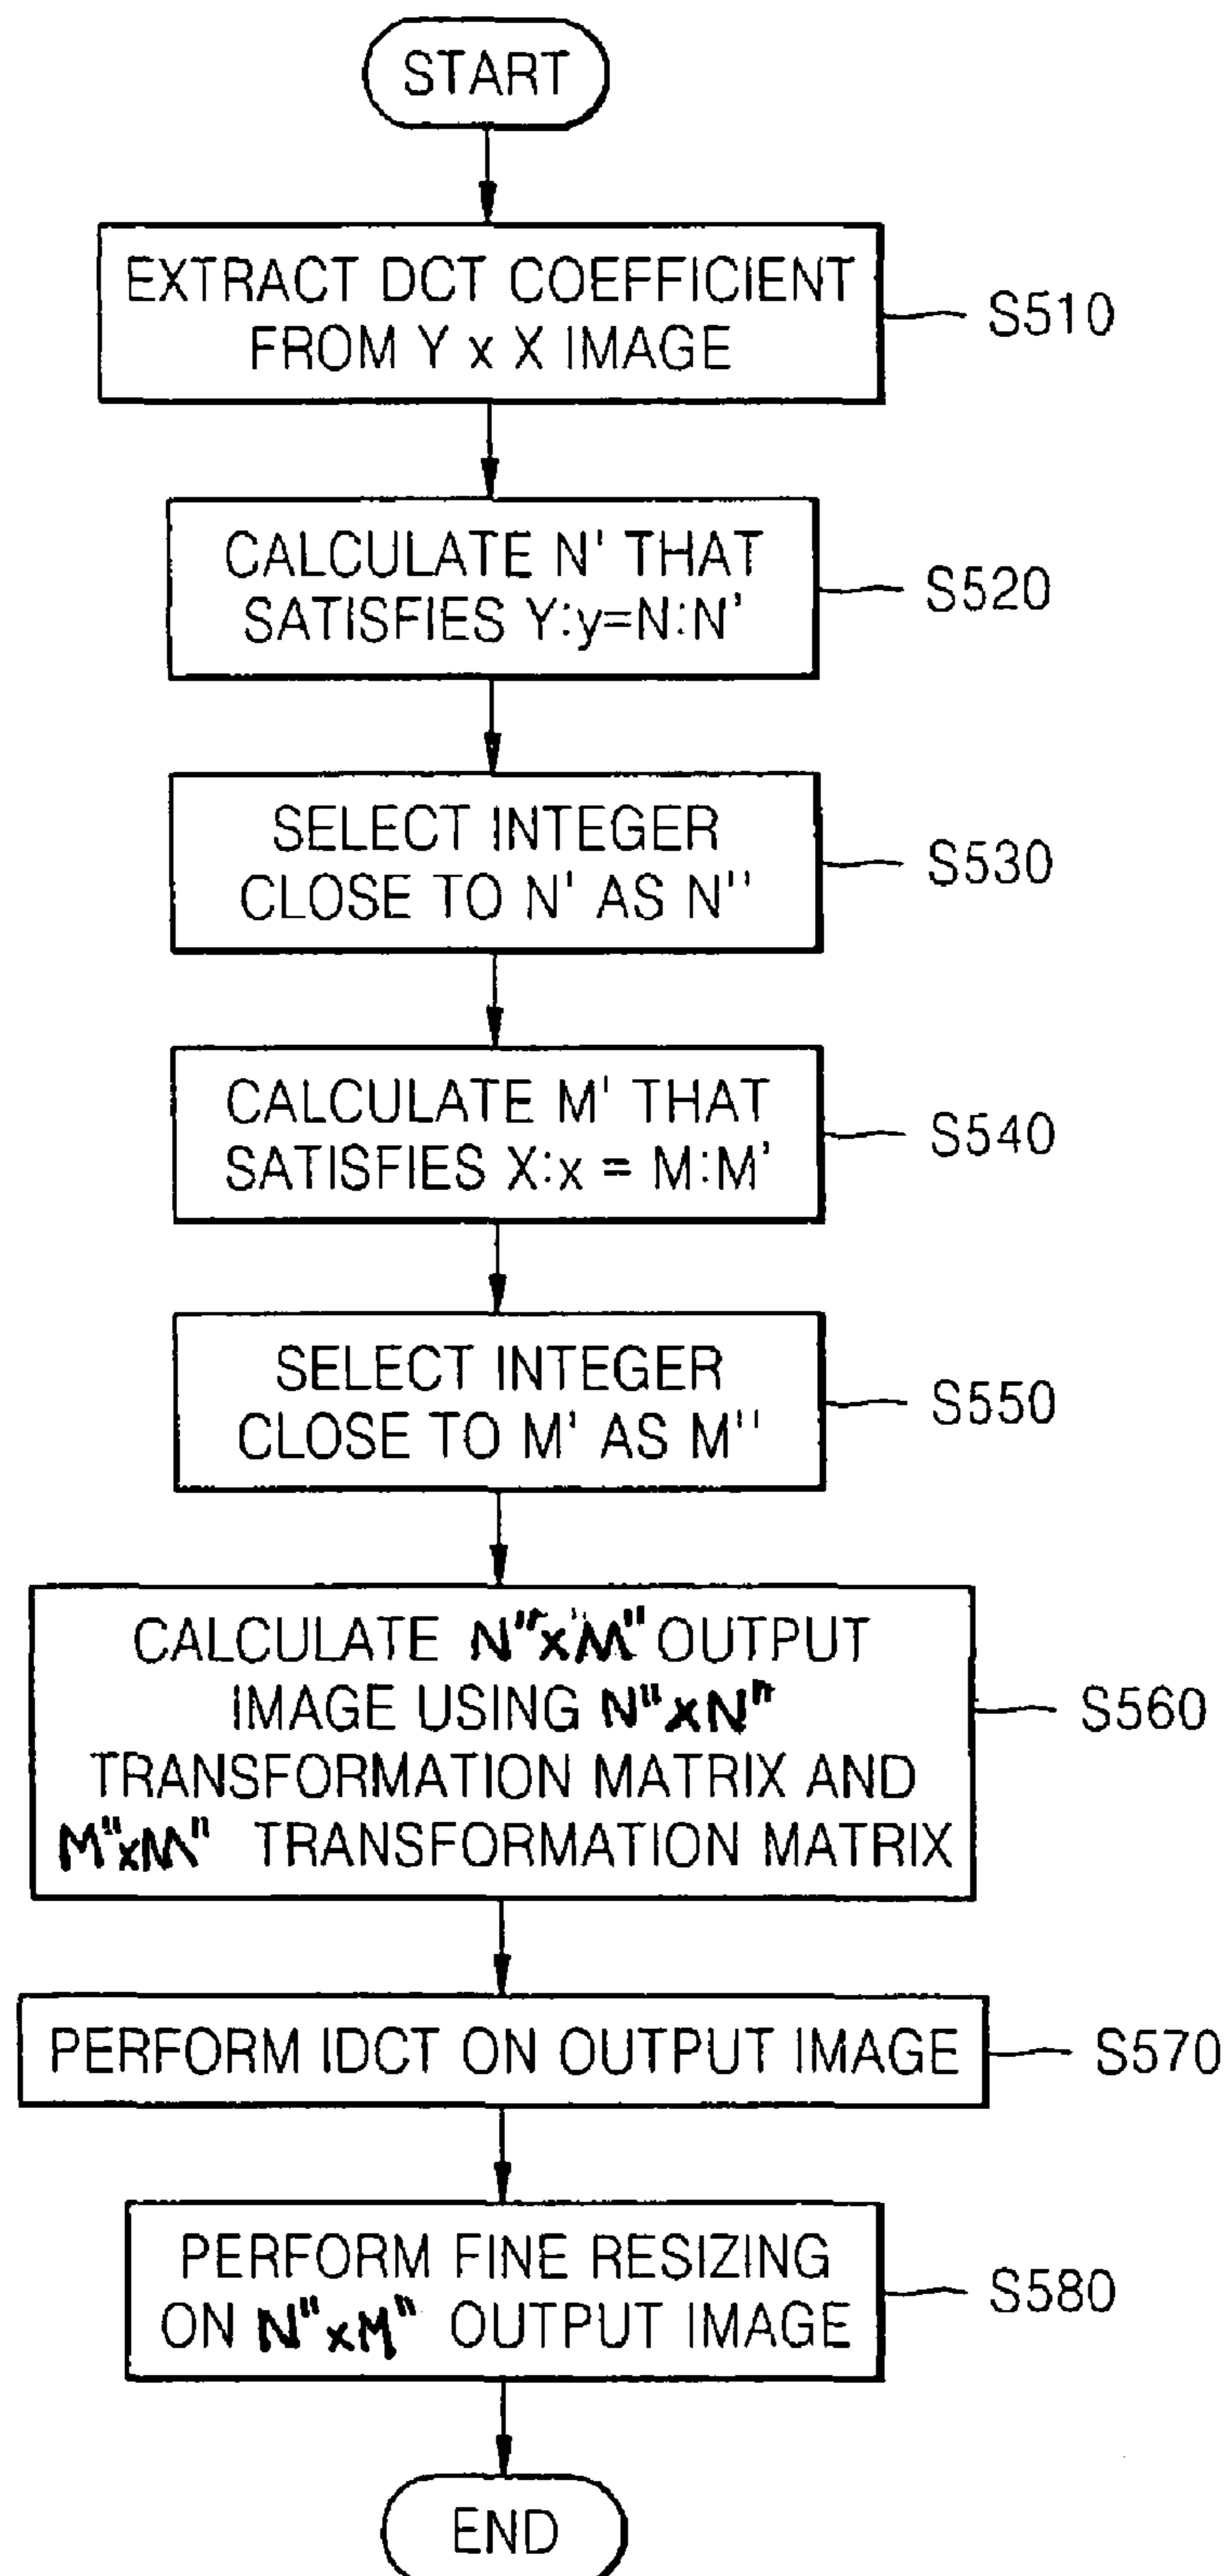 START
EXTRACT DCT COEFFICIENT
FROM Y x X IMAGE
S510
CALCULATE N' THAT
SATISFIES Y:y=N:N'
S520
SELECT INTEGER
CLOSE TO N' AS N''
S530
CALCULATE M' THAT
SATISFIES X:x = M:M'
S540
SELECT INTEGER
CLOSE TO M' AS M''
S550
CALCULATE N"xM" OUTPUT
IMAGE USING N"xN"
TRANSFORMATION MATRIX AND
M"xM" TRANSFORMATION MATRIX
S560
PERFORM IDCT ON OUTPUT IMAGE
S570
PERFORM FINE RESIZING
ON N"xM" OUTPUT IMAGE
S580
END